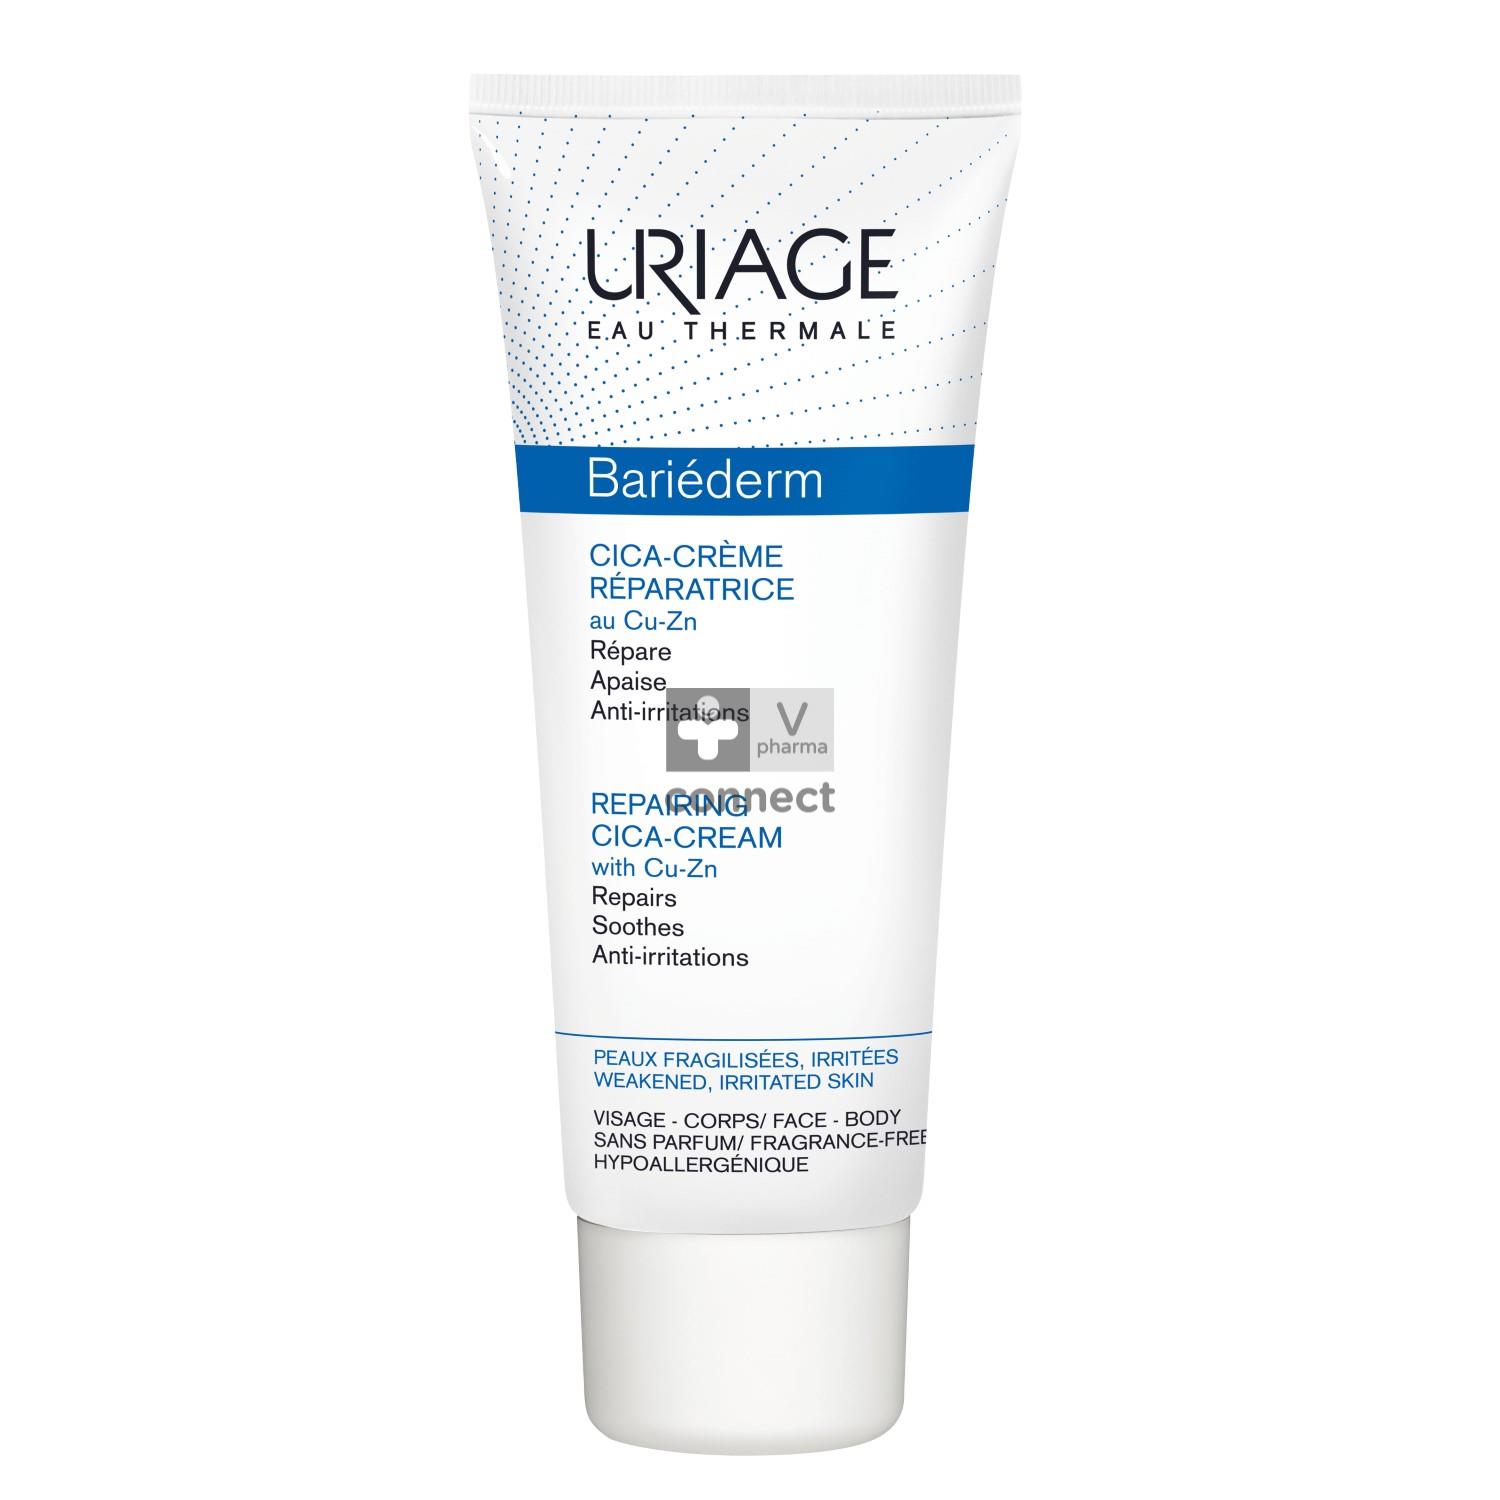 URIAGE
EAU THERMALE
Bariéderm
CICA-CRÈME
RÉPARATRICE
au Cu-Zn
Répare
Apaise
Anti-irritations
V
pharma
connect
REPAIRING
CICA-CREAM
with Cu-Zn
Repairs
Soothes
Anti-irritations
PEAUX FRAGILISÉES, IRRITÉES
WEAKENED, IRRITATED SKIN
VISAGE - CORPS/ FACE - BODY
SANS PARFUM/ FRAGRANCE-FREE
HYPOALLERGÉNIQUE